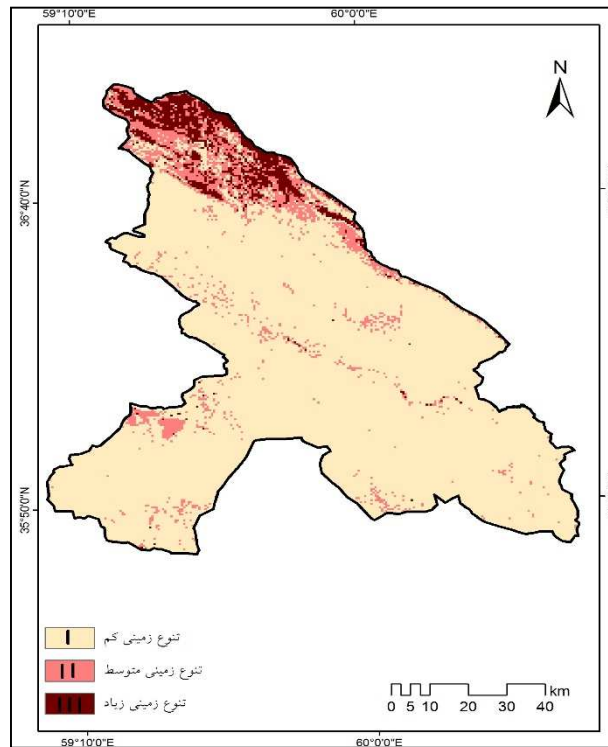 59°10'0"E 60°0'0"E
N
36°40'0"N
35°50'0"N
I تنوع زمینی کم
II تنوع زمینی متوسط
III تنوع زمینی زیاد
km
0 5 10 20 30 40
59°10'0"E 60°0'0"E